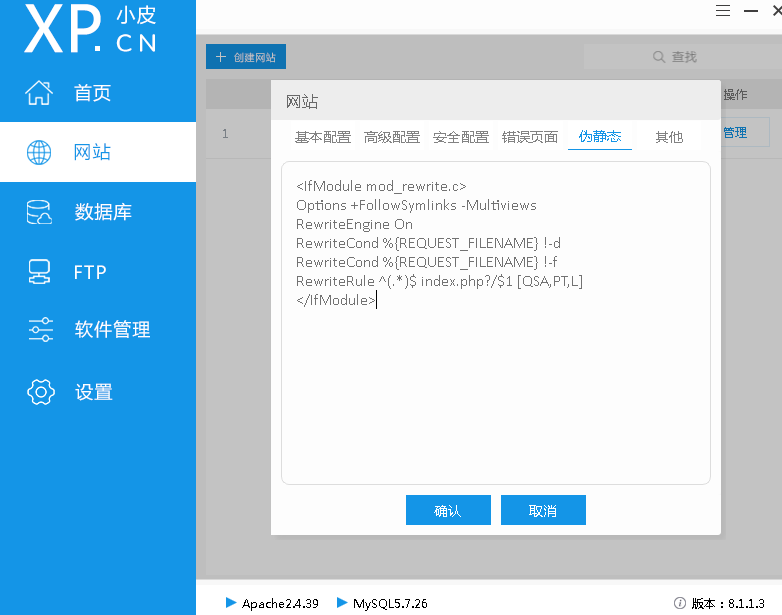 XP.小皮
CN
首页
网站
数据库
FTP
软件管理
设置
+ 创建网站
查找
操作
1
管理
网站
基本配置 高级配置 安全配置 错误页面 伪静态 其他
<IfModule mod_rewrite.c>
Options +FollowSymlinks -Multiviews
RewriteEngine On
RewriteCond %{REQUEST_FILENAME} !-d
RewriteCond %{REQUEST_FILENAME} !-f
RewriteRule ^(.*)$ index.php?/$1 [QSA,PT,L]
</IfModule>
确认 取消
Apache2.4.39 MySQL5.7.26 版本：8.1.1.3